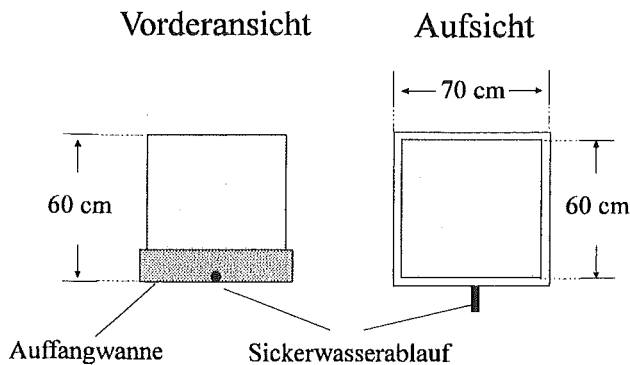 Vorderansicht
Aufsicht
70 cm
60 cm
60 cm
Auffangwanne
Sickerwasserablauf